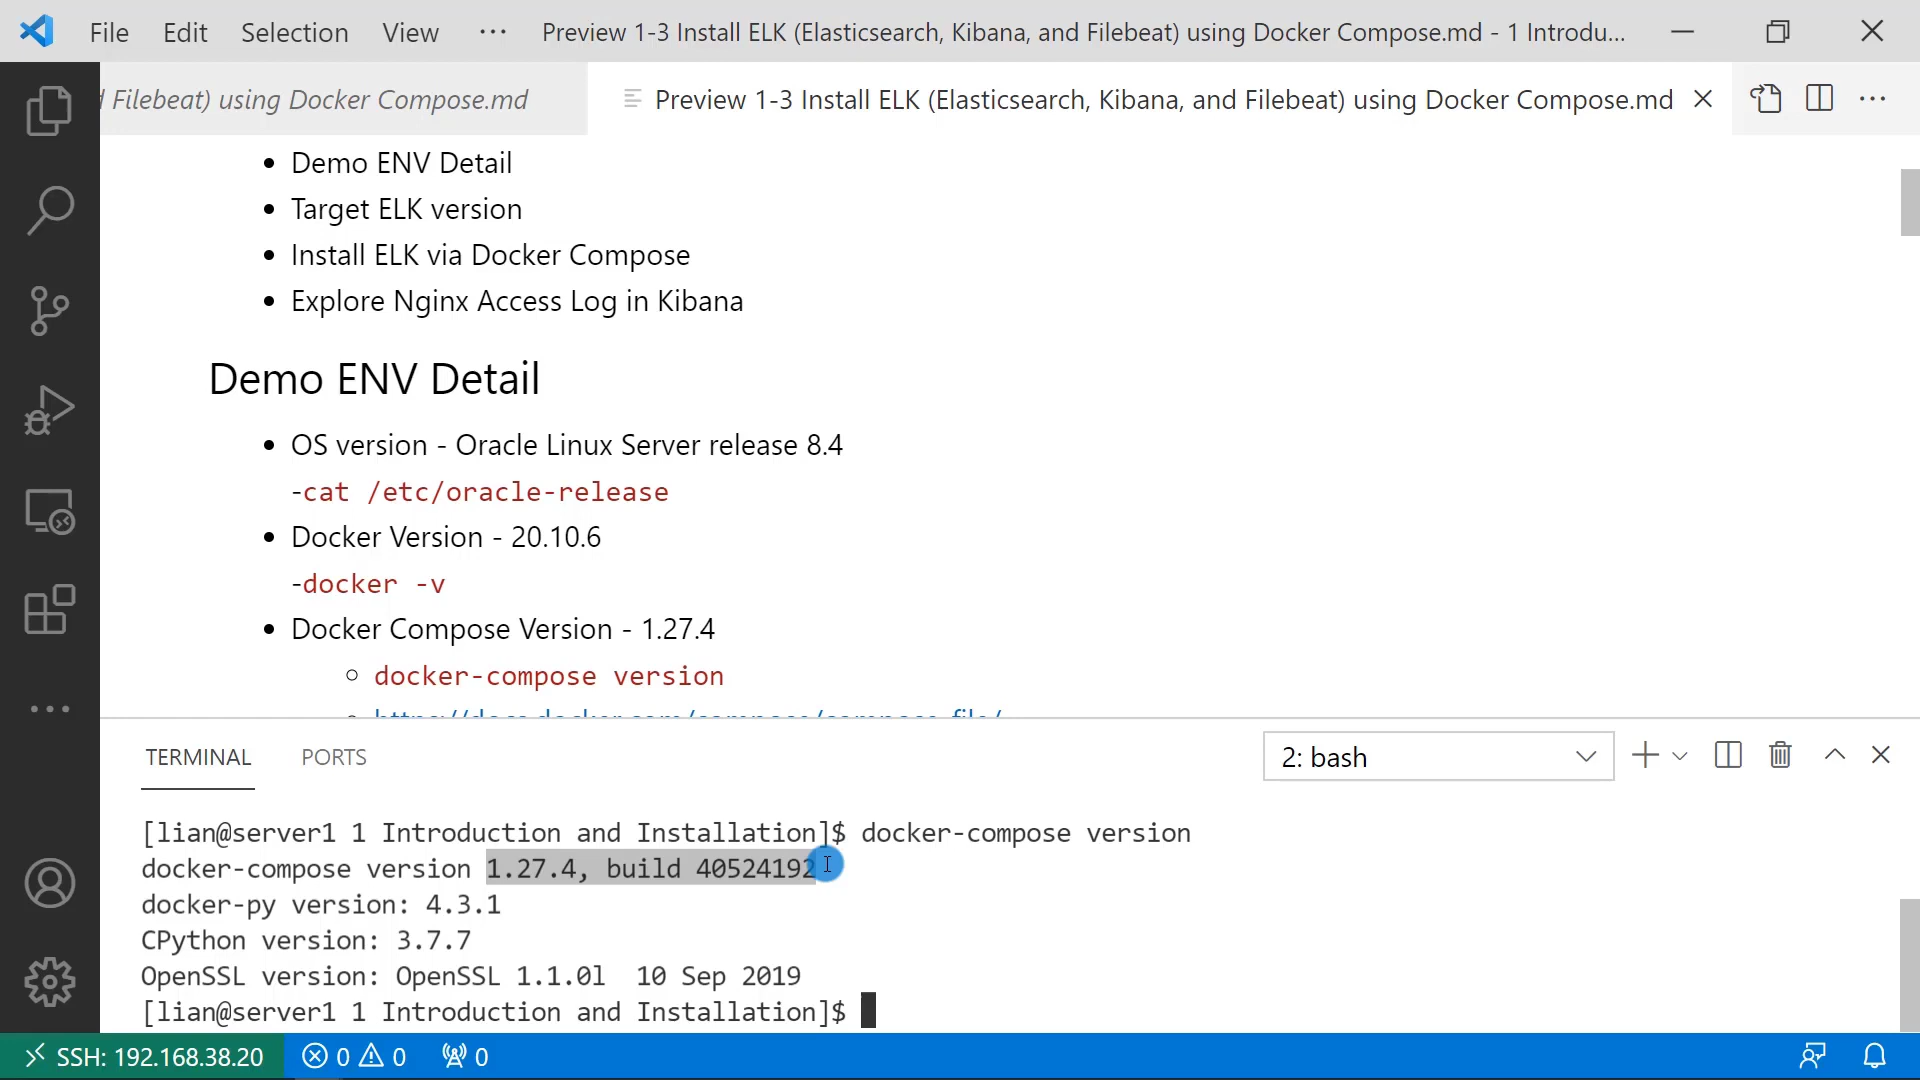 File Edit Selection View ··· Preview 1-3 Install ELK (Elasticsearch, Kibana, and Filebeat) using Docker Compose.md - 1 Introdu...
Filebeat) using Docker Compose.md Preview 1-3 Install ELK (Elasticsearch, Kibana, and Filebeat) using Docker Compose.md
• Demo ENV Detail
• Target ELK version
• Install ELK via Docker Compose
• Explore Nginx Access Log in Kibana
Demo ENV Detail
• OS version - Oracle Linux Server release 8.4
-cat /etc/oracle-release
• Docker Version - 20.10.6
-docker -v
• Docker Compose Version - 1.27.4
docker-compose version
https://docs.docker.com/compose/compose-file/
TERMINAL PORTS 2: bash
[lian@server1 1 Introduction and Installation]$ docker-compose version
docker-compose version 1.27.4, build 40524192
docker-py version: 4.3.1
CPython version: 3.7.7
OpenSSL version: OpenSSL 1.1.0l  10 Sep 2019
[lian@server1 1 Introduction and Installation]$
SSH: 192.168.38.20 0 0 0